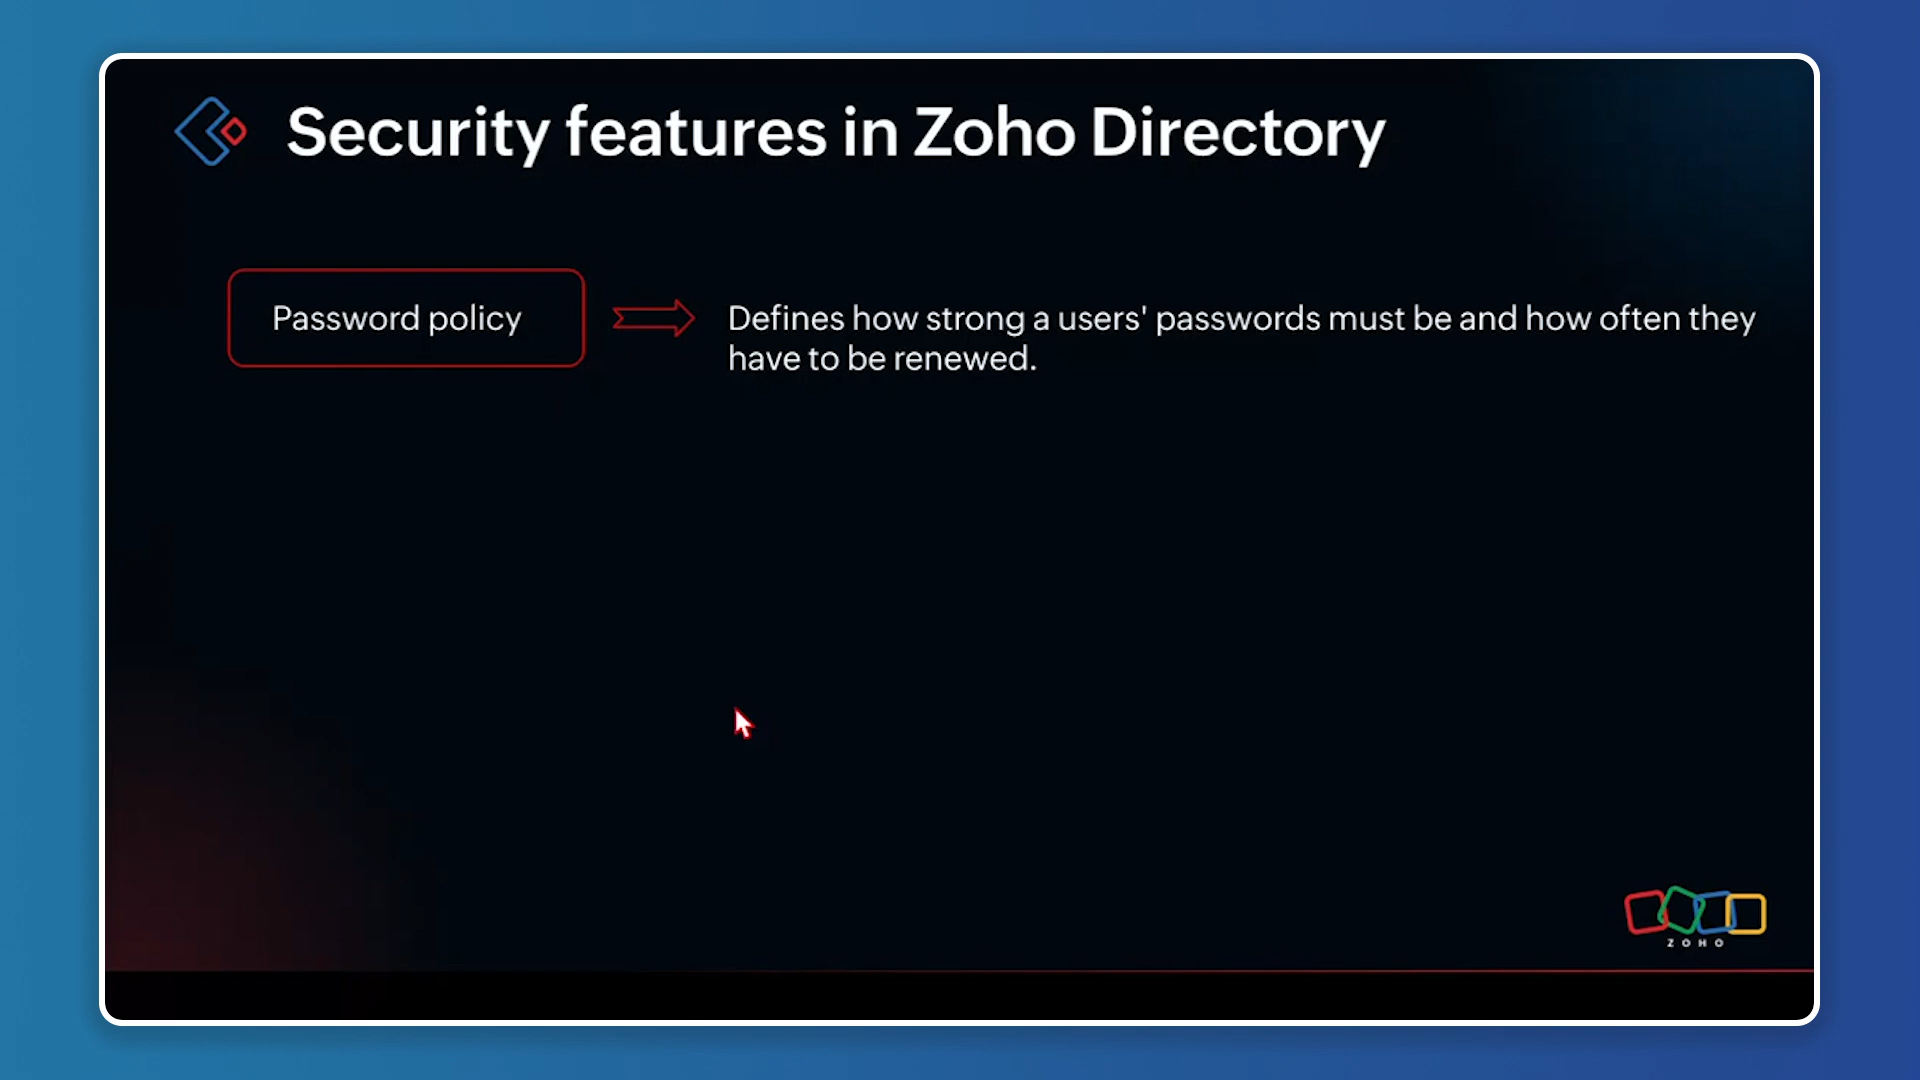 Security features in Zoho Directory
Password policy
Defines how strong a users' passwords must be and how often they
have to be renewed.
ZOHO